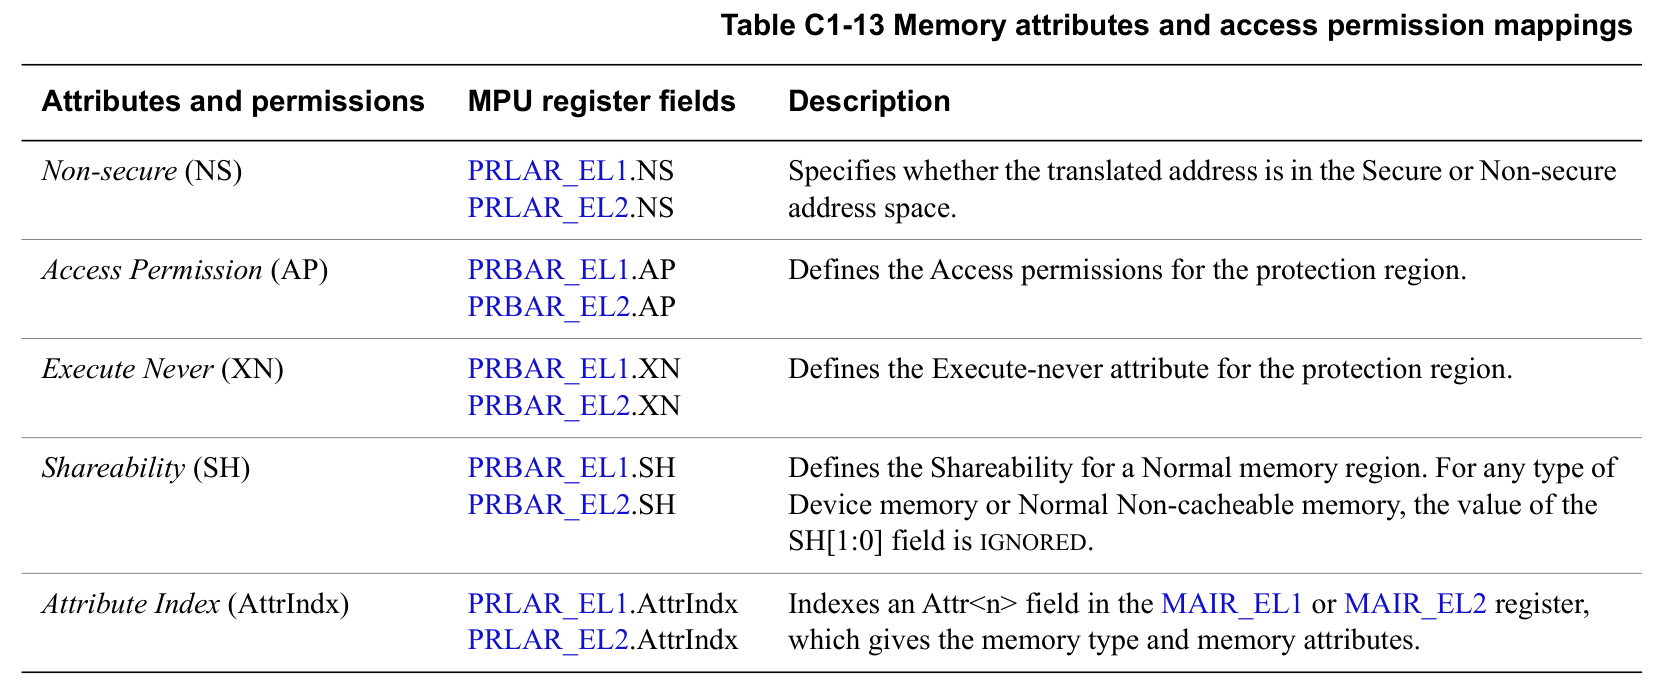 Table C1-13 Memory attributes and access permission mappings
Attributes and permissions MPU register fields Description
Non-secure (NS) PRLAR_EL1.NS Specifies whether the translated address is in the Secure or Non-secure
PRLAR_EL2.NS address space.
Access Permission (AP) PRBAR_EL1.AP Defines the Access permissions for the protection region.
PRBAR_EL2.AP
Execute Never (XN) PRBAR_EL1.XN Defines the Execute-never attribute for the protection region.
PRBAR_EL2.XN
Shareability (SH) PRBAR_EL1.SH Defines the Shareability for a Normal memory region. For any type of
PRBAR_EL2.SH Device memory or Normal Non-cacheable memory, the value of the
SH[1:0] field is IGNORED.
Attribute Index (AttrIndx) PRLAR_EL1.AttrIndx Indexes an Attr<n> field in the MAIR_EL1 or MAIR_EL2 register,
PRLAR_EL2.AttrIndx which gives the memory type and memory attributes.